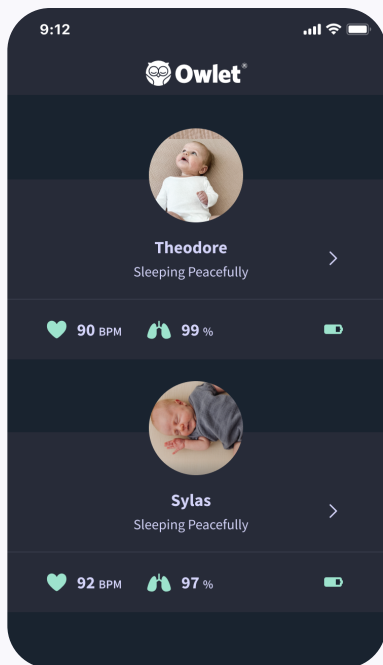 9:12
Owlet®
Theodore
Sleeping Peacefully
90 BPM 99 %
Sylas
Sleeping Peacefully
92 BPM 97 %